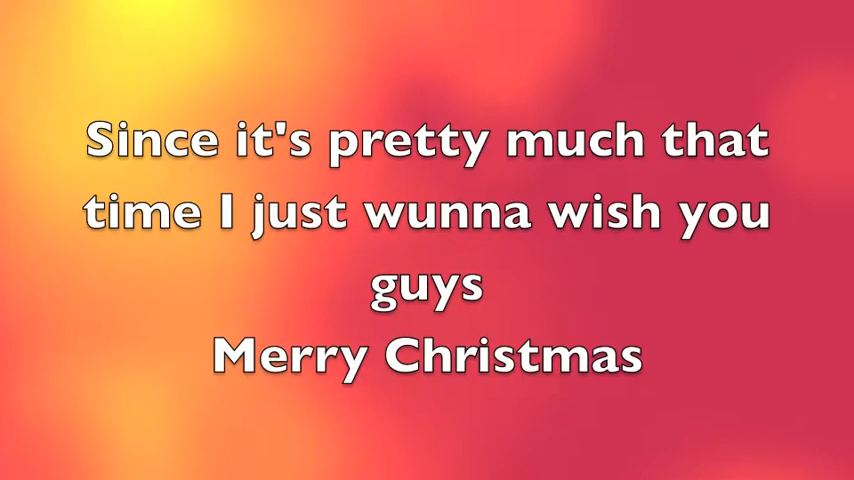 Since it's pretty much that
time I just wunna wish you
guys
Merry Christmas